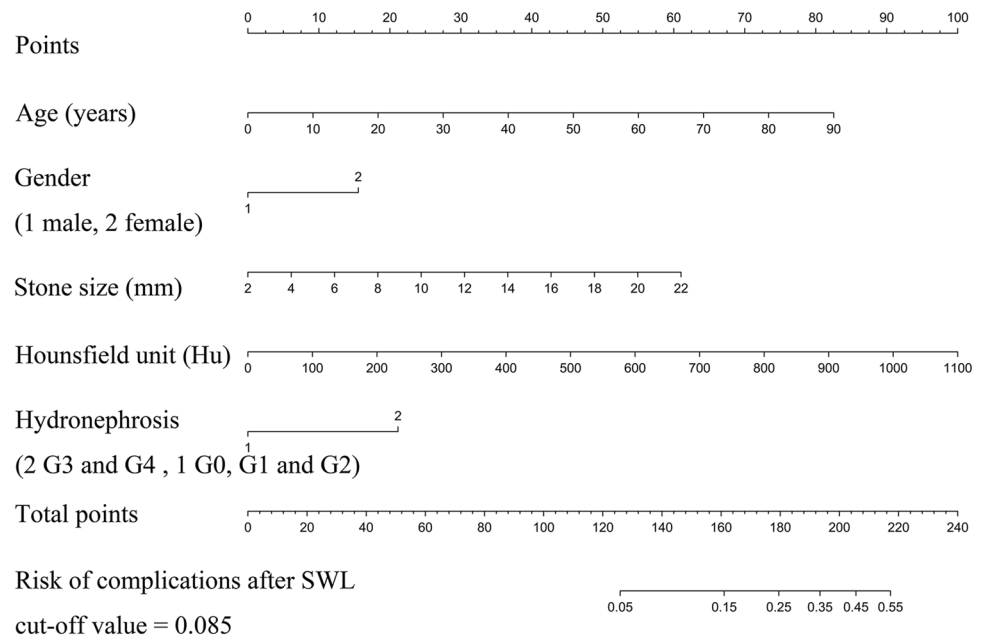 0 10 20 30 40 50 60 70 80 90 100
Points
Age (years)
0 10 20 30 40 50 60 70 80 90
Gender
2
1
(1 male, 2 female)
Stone size (mm)
2 4 6 8 10 12 14 16 18 20 22
Hounsfield unit (Hu)
0 100 200 300 400 500 600 700 800 900 1000 1100
Hydronephrosis
2
1
(2 G3 and G4 , 1 G0, G1 and G2)
Total points
0 20 40 60 80 100 120 140 160 180 200 220 240
Risk of complications after SWL
0.05 0.15 0.25 0.35 0.45 0.55
cut-off value = 0.085